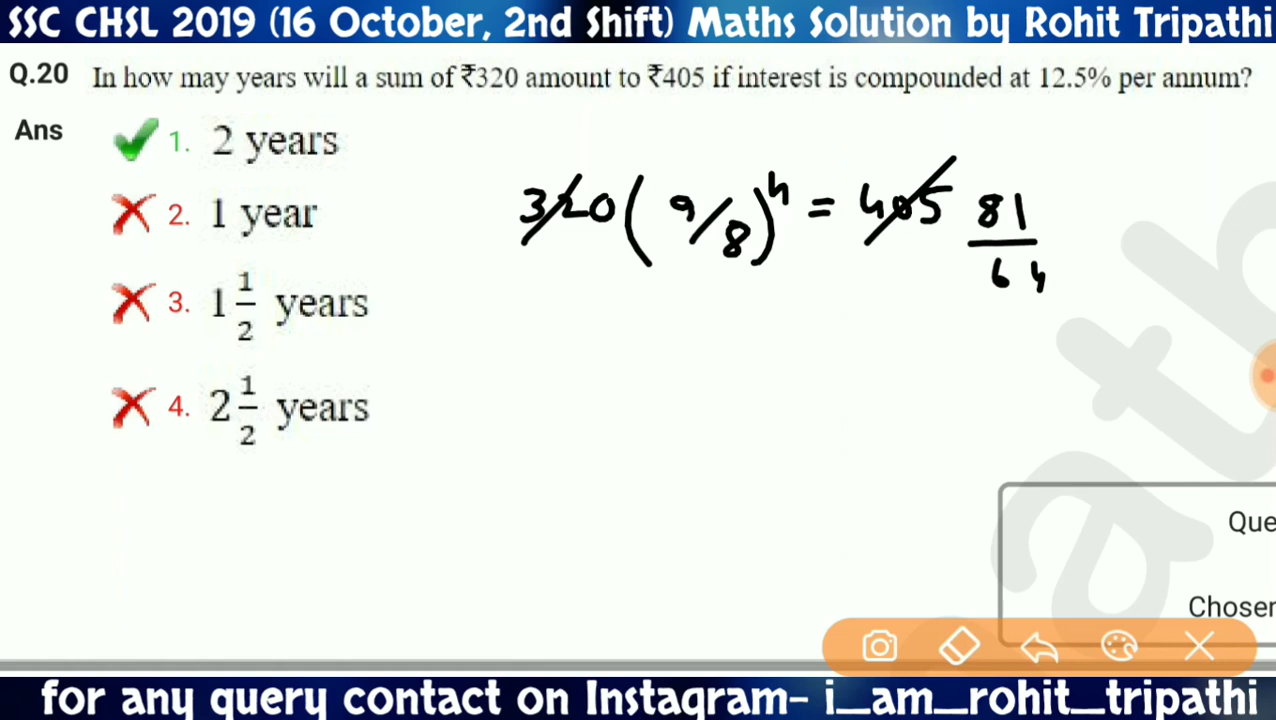 SSC CHSL 2019 (16 October, 2nd Shift) Maths Solution by Rohit Tripathi
Q.20 In how may years will a sum of ₹320 amount to ₹405 if interest is compounded at 12.5% per annum?
Ans
1. 2 years
2. 1 year
3. 1 1/2 years
4. 2 1/2 years
320 (9/8)^n = 405 81/64
Que
Chosen
for any query contact on Instagram- i_am_rohit_tripathi